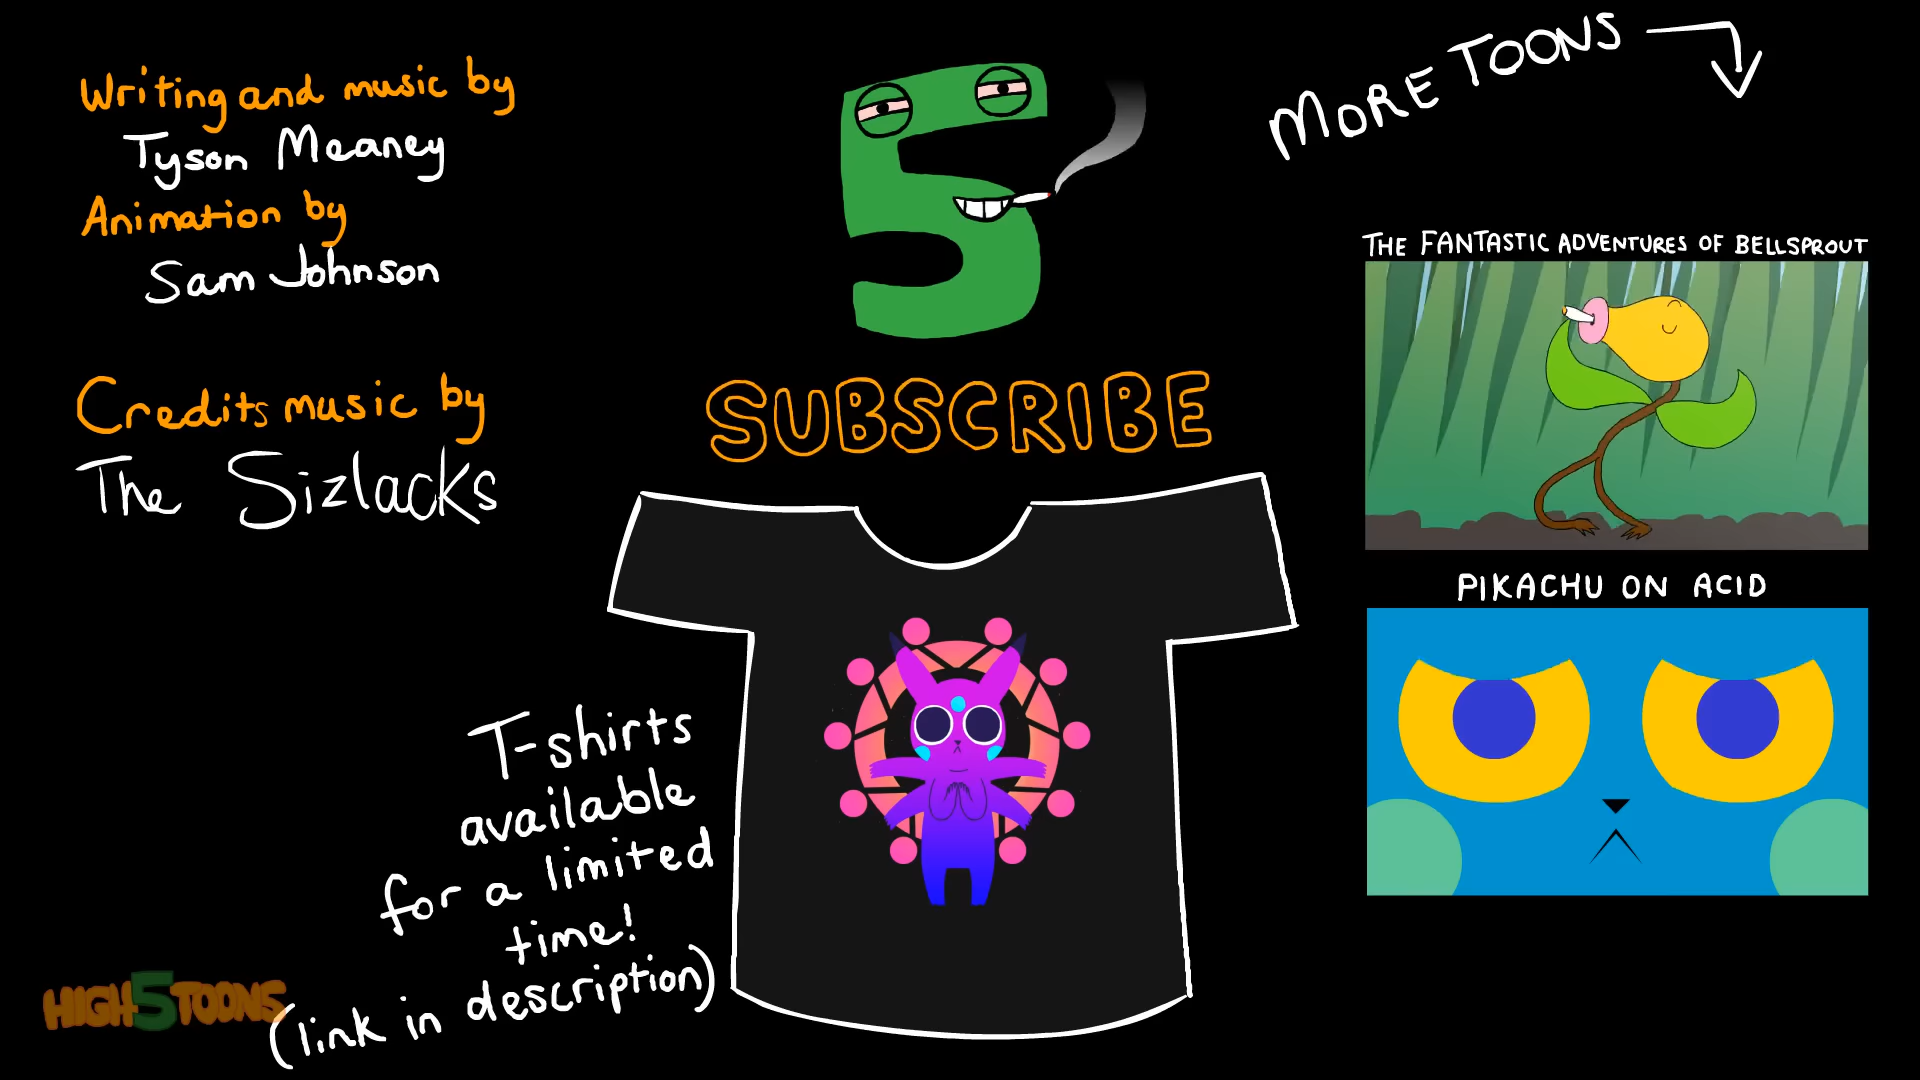 Writing and music by
Tyson Meaney
Animation by
Sam Johnson
Credits music by
The Sizlacks
5
SUBSCRIBE
MORE TOONS
THE FANTASTIC ADVENTURES OF BELLSPROUT
PIKACHU ON ACID
T-shirts
available
for a limited
time!
(link in description)
HIGH5TOONS